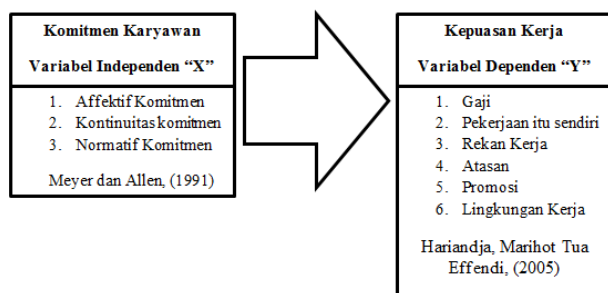 Komitmen Karyawan
Variabel Independen “X”
1. Affektif Komitmen
2. Kontinuitas komitmen
3. Normatif Komitmen
Meyer dan Allen, (1991)
Kepuasan Kerja
Variabel Dependen “Y”
1. Gaji
2. Pekerjaan itu sendiri
3. Rekan Kerja
4. Atasan
5. Promosi
6. Lingkungan Kerja
Hariandja, Marihot Tua
Effendi, (2005)